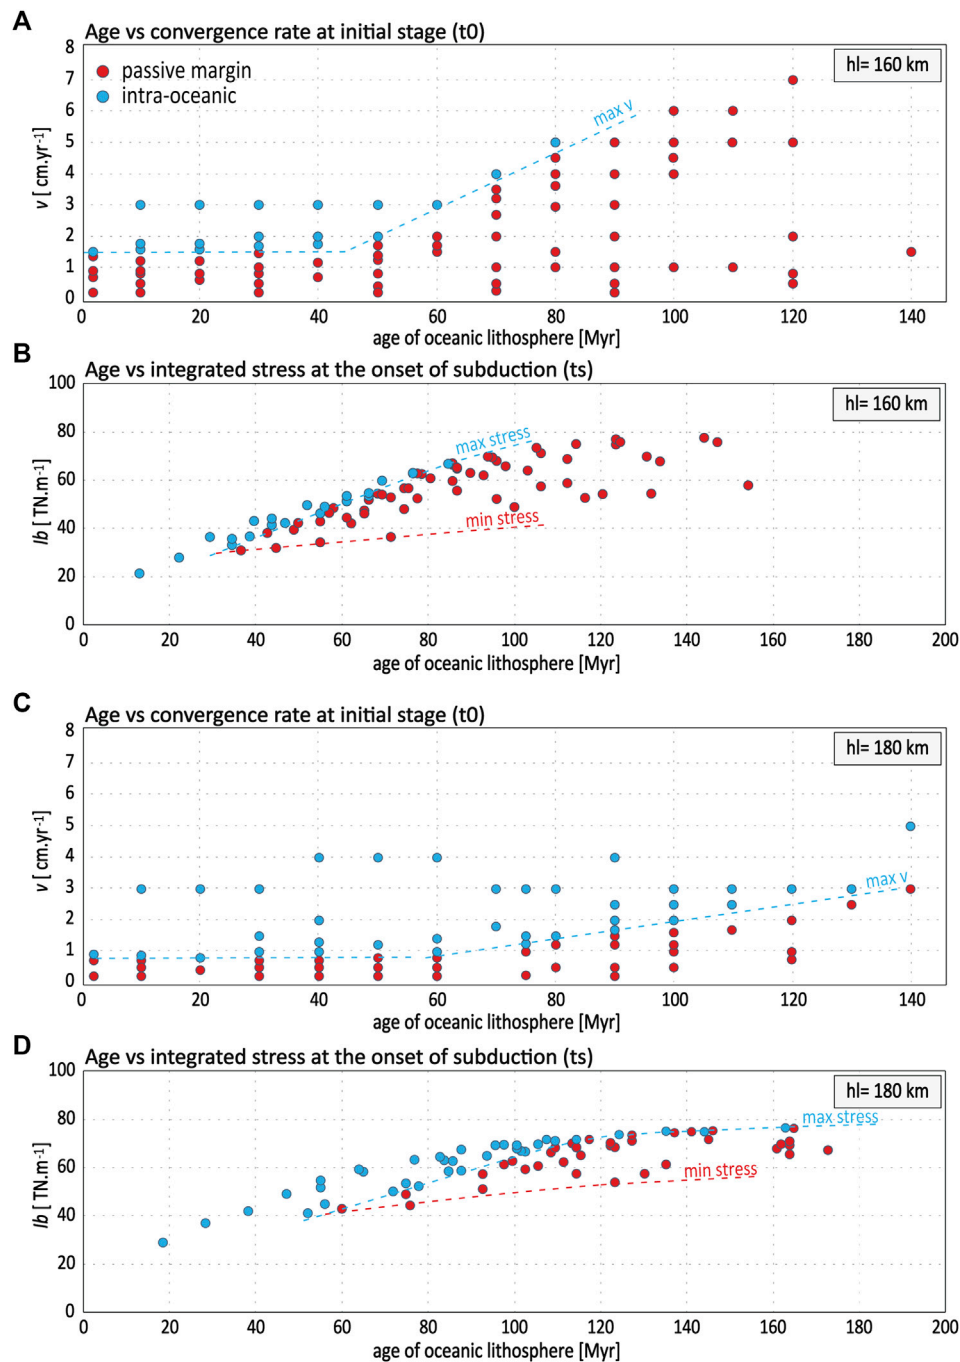 A
Age vs convergence rate at initial stage (t0)
8
7
6
5
4
3
2
1
0
v [ cm.yr-1]
passive margin
intra-oceanic
hl= 160 km
max v
0 20 40 60 80 100 120 140
age of oceanic lithosphere [Myr]
B
Age vs integrated stress at the onset of subduction (ts)
100
80
60
40
20
0
Ib [ TN.m-1]
hl= 160 km
max stress
min stress
0 20 40 60 80 100 120 140 160 180 200
age of oceanic lithosphere [Myr]
C
Age vs convergence rate at initial stage (t0)
8
7
6
5
4
3
2
1
0
v [ cm.yr-1]
hl= 180 km
max v
0 20 40 60 80 100 120 140
age of oceanic lithosphere [Myr]
D
Age vs integrated stress at the onset of subduction (ts)
100
80
60
40
20
0
Ib [ TN.m-1]
hl= 180 km
max stress
min stress
0 20 40 60 80 100 120 140 160 180 200
age of oceanic lithosphere [Myr]